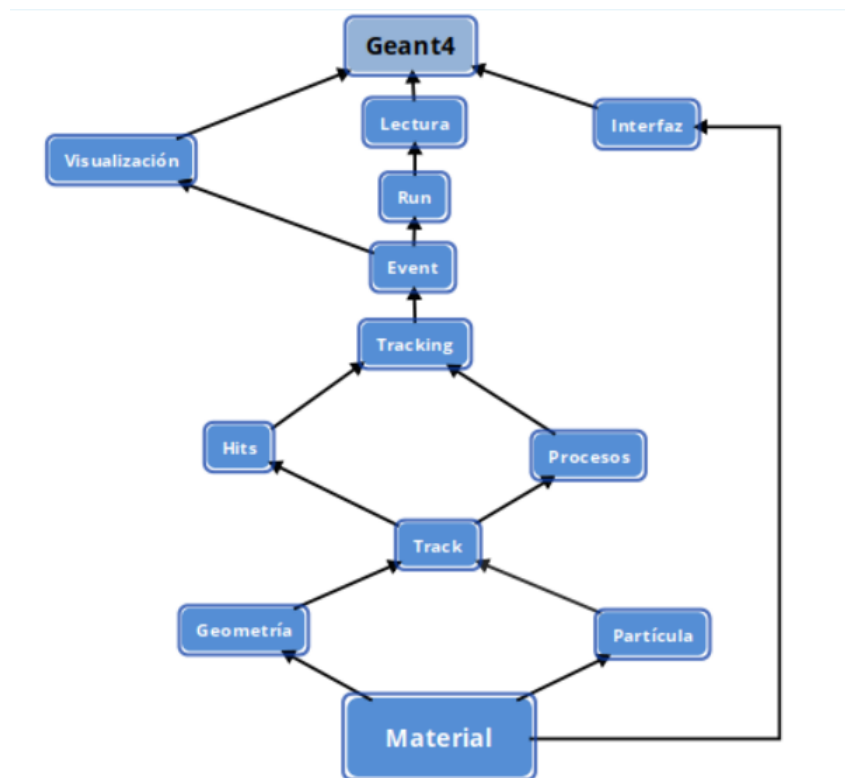 Geant4
Lectura
Interfaz
Visualización
Run
Event
Tracking
Hits
Procesos
Track
Geometría
Partícula
Material